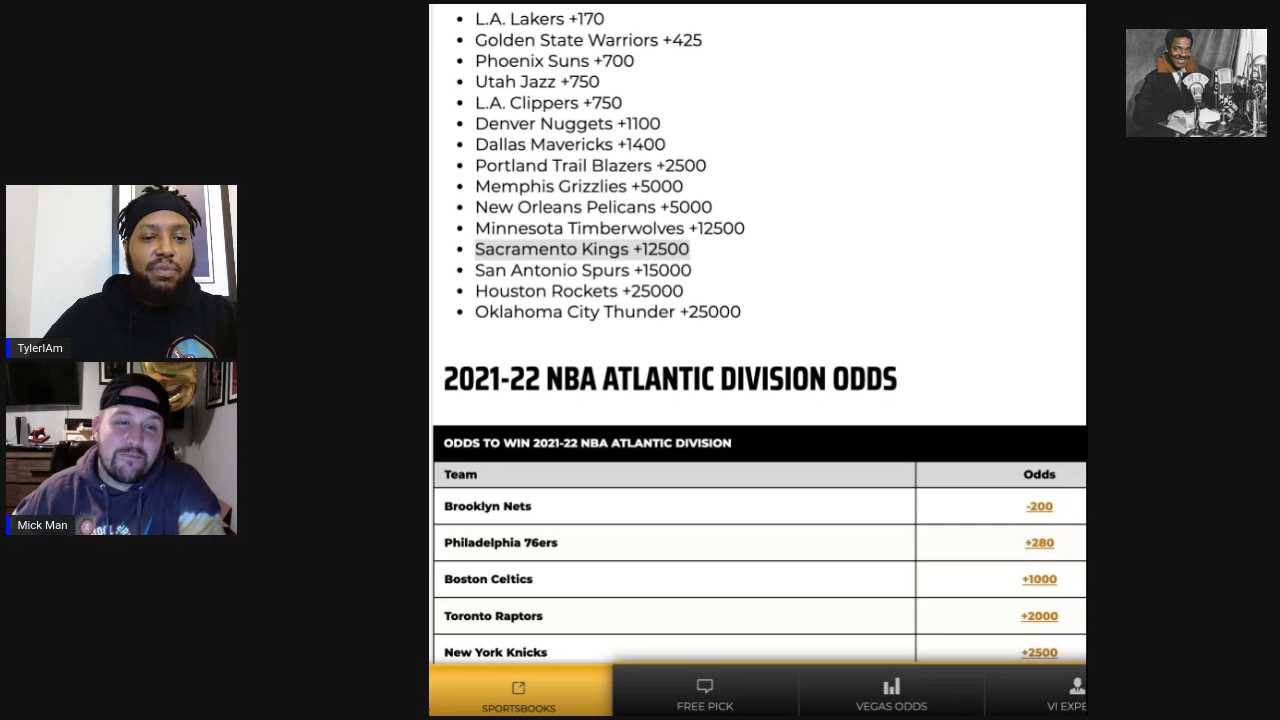 L.A. Lakers +170
Golden State Warriors +425
Phoenix Suns +700
Utah Jazz +750
L.A. Clippers +750
Denver Nuggets +1100
Dallas Mavericks +1400
Portland Trail Blazers +2500
Memphis Grizzlies +5000
New Orleans Pelicans +5000
Minnesota Timberwolves +12500
Sacramento Kings +12500
San Antonio Spurs +15000
Houston Rockets +25000
Oklahoma City Thunder +25000
2021-22 NBA ATLANTIC DIVISION ODDS
ODDS TO WIN 2021-22 NBA ATLANTIC DIVISION
Team Odds
Brooklyn Nets -200
Philadelphia 76ers +280
Boston Celtics +1000
Toronto Raptors +2000
New York Knicks +2500
SPORTSBOOKS FREE PICK VEGAS ODDS VI EXPE
TylerIAm
Mick Man